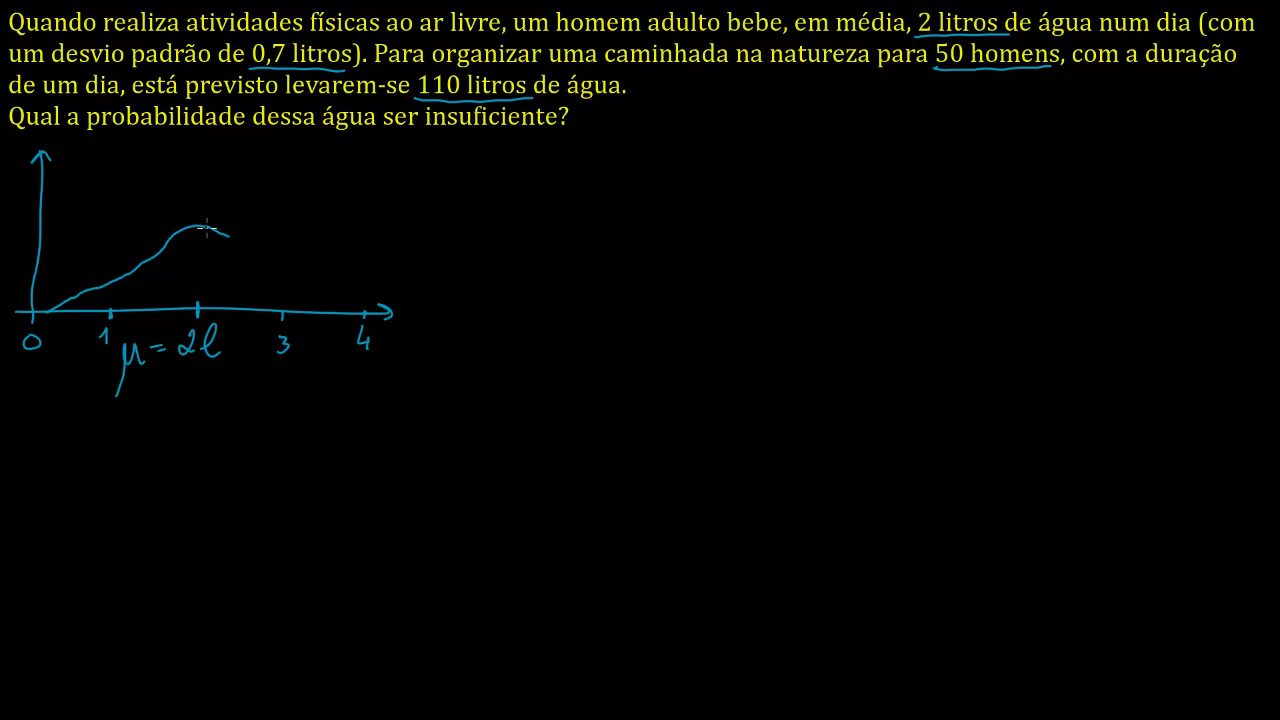 Quando realiza atividades físicas ao ar livre, um homem adulto bebe, em média, 2 litros de água num dia (com
um desvio padrão de 0,7 litros). Para organizar uma caminhada na natureza para 50 homens, com a duração
de um dia, está previsto levarem-se 110 litros de água.
Qual a probabilidade dessa água ser insuficiente?
0 1 μ = 2ℓ 3 4